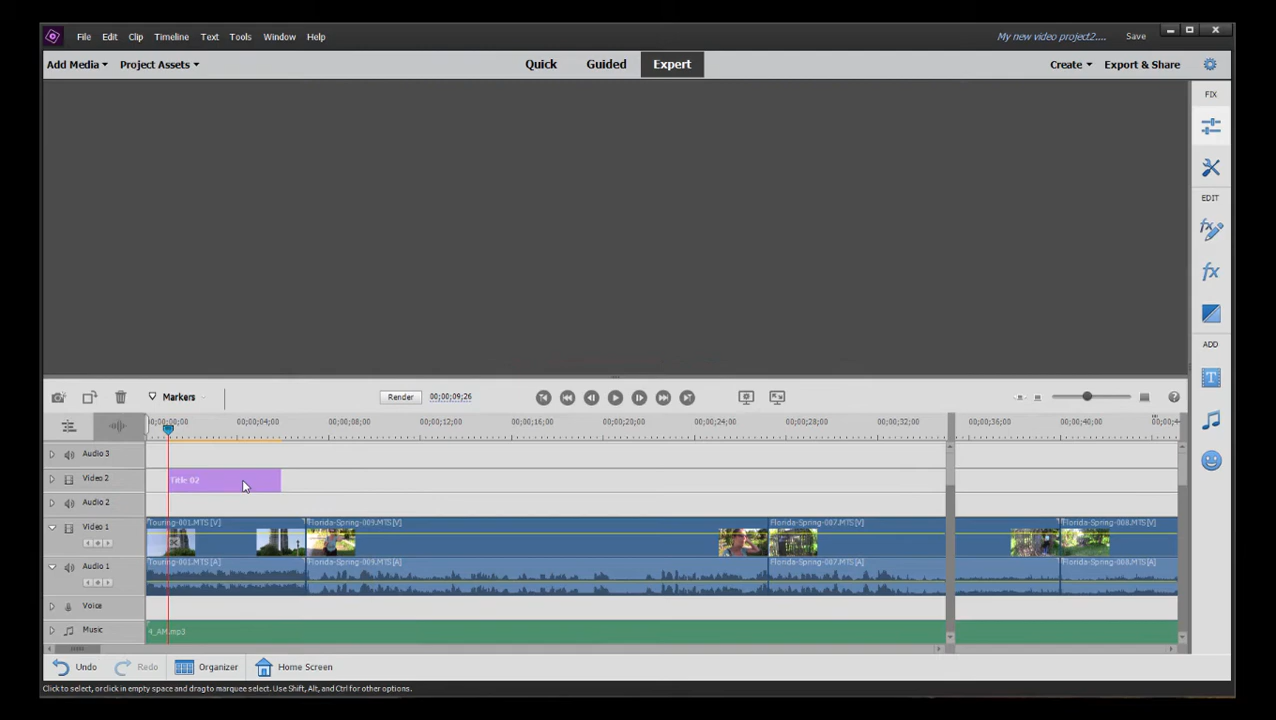 File Edit Clip Timeline Text Tools Window Help My new video project2.... Save
Add Media Project Assets Quick Guided Expert Create Export & Share
FIX
EDIT
fx
ADD
T
Markers Render 00;00;09;26
00;00;04;00 00;00;08;00 00;00;12;00 00;00;16;00 00;00;20;00 00;00;24;00 00;00;28;00 00;00;32;00 00;00;36;00 00;00;40;00
Audio 3
Video 2 Title 02
Audio 2
Video 1 Touring-001.MTS [V] Florida-Spring-009.MTS [V] Florida-Spring-007.MTS [V] Florida-Spring-008.MTS [V]
Audio 1 Touring-001.MTS [A] Florida-Spring-009.MTS [A] Florida-Spring-007.MTS [A] Florida-Spring-008.MTS [A]
Voice
Music 4_AM.mp3
Undo Redo Organizer Home Screen
Click to select, or click in empty space and drag to marquee select. Use Shift, Alt, and Ctrl for other options.